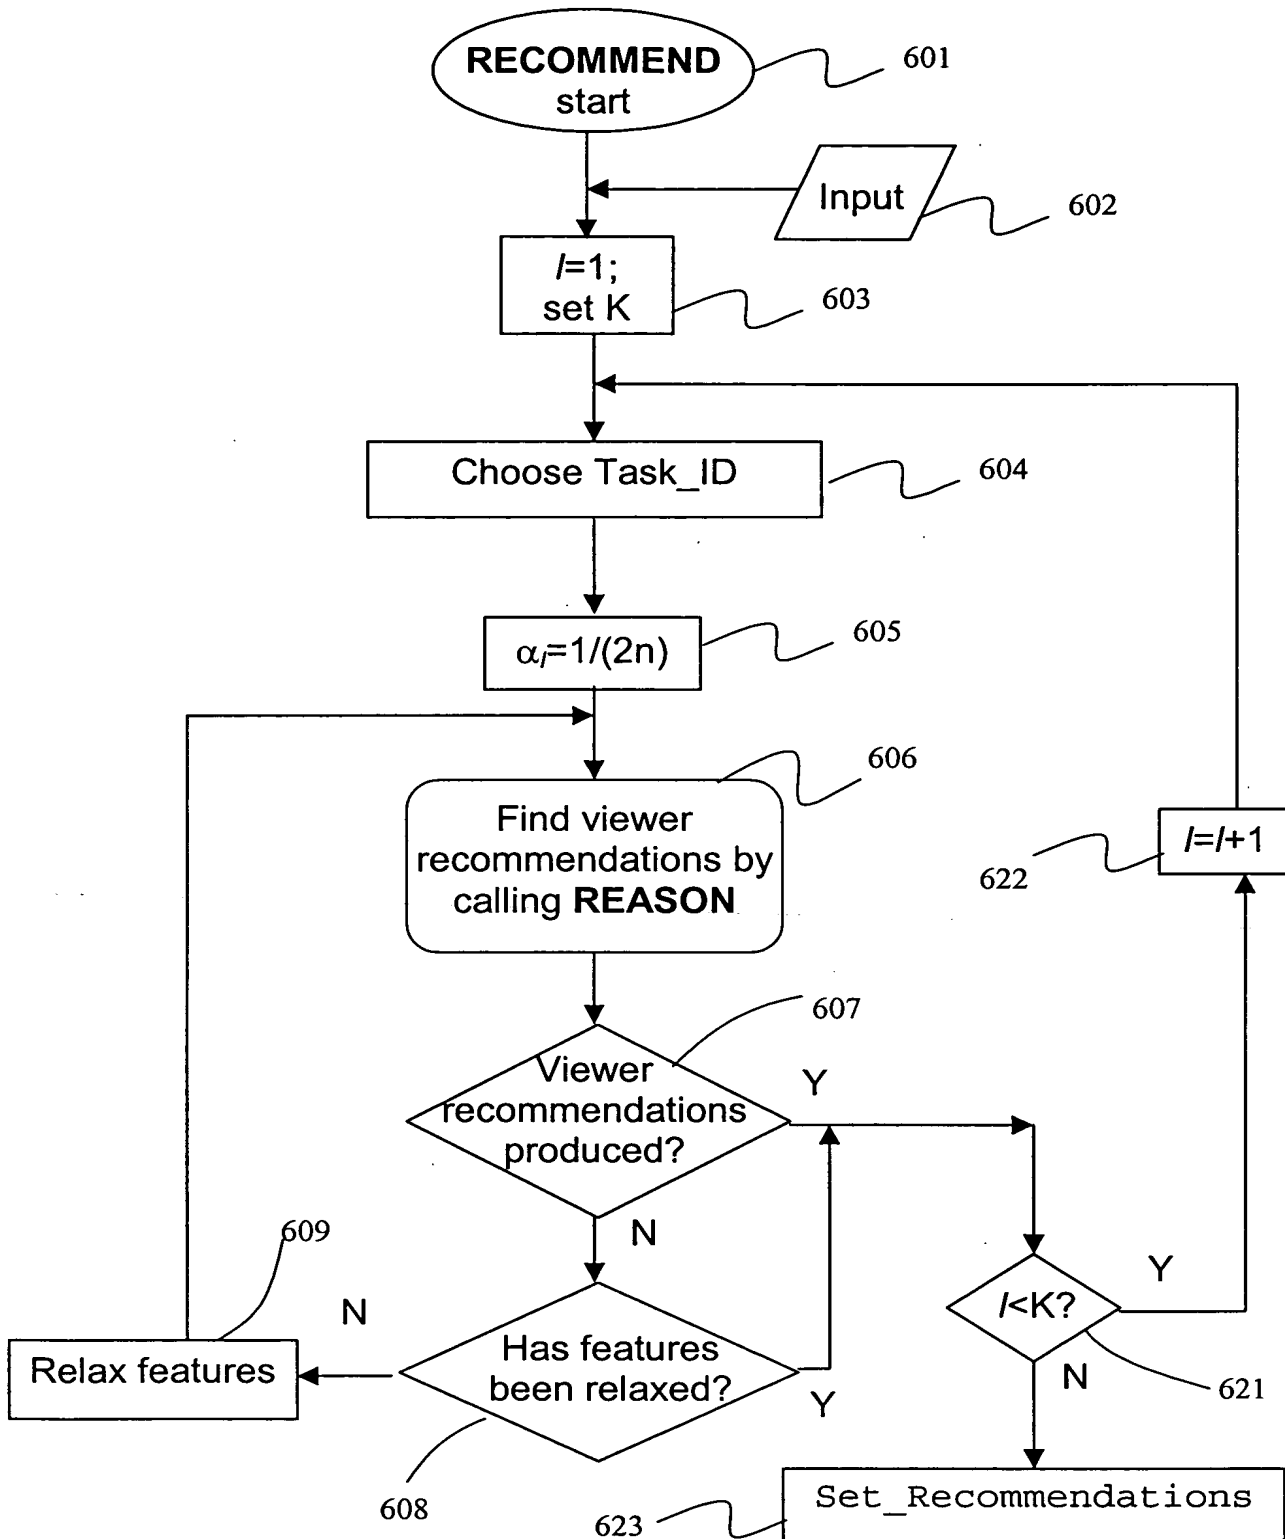 RECOMMEND
start
601
Input
602
l=1;
set K
603
Choose Task_ID
604
αl=1/(2n)
605
606
Find viewer
recommendations by
calling REASON
l=l+1
622
607
Viewer
recommendations
produced?
Y
N
609
N
Relax features
Has features
been relaxed?
Y
608
l<K?
Y
N
621
Set_Recommendations
623